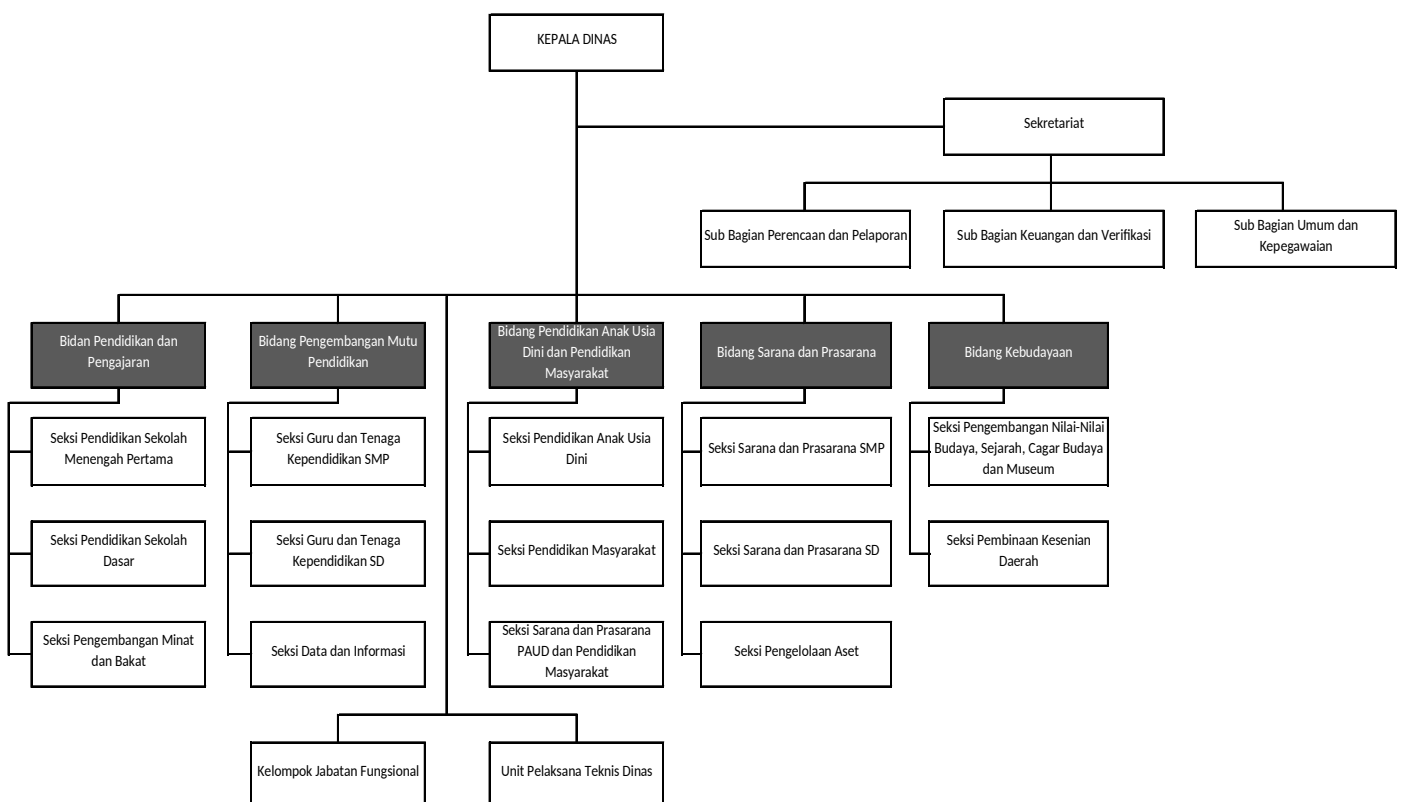 KEPALA DINAS
Sekretariat
Sub Bagian Perencaan dan Pelaporan
Sub Bagian Keuangan dan Verifikasi
Sub Bagian Umum dan
Kepegawaian
Bidan Pendidikan dan
Pengajaran
Bidang Pengembangan Mutu
Pendidikan
Bidang Pendidikan Anak Usia
Dini dan Pendidikan
Masyarakat
Bidang Sarana dan Prasarana
Bidang Kebudayaan
Seksi Pendidikan Sekolah
Menengah Pertama
Seksi Guru dan Tenaga
Kependidikan SMP
Seksi Pendidikan Anak Usia
Dini
Seksi Sarana dan Prasarana SMP
Seksi Pengembangan Nilai-Nilai
Budaya, Sejarah, Cagar Budaya
dan Museum
Seksi Pendidikan Sekolah
Dasar
Seksi Guru dan Tenaga
Kependidikan SD
Seksi Pendidikan Masyarakat
Seksi Sarana dan Prasarana SD
Seksi Pembinaan Kesenian
Daerah
Seksi Pengembangan Minat
dan Bakat
Seksi Data dan Informasi
Seksi Sarana dan Prasarana
PAUD dan Pendidikan
Masyarakat
Seksi Pengelolaan Aset
Kelompok Jabatan Fungsional
Unit Pelaksana Teknis Dinas